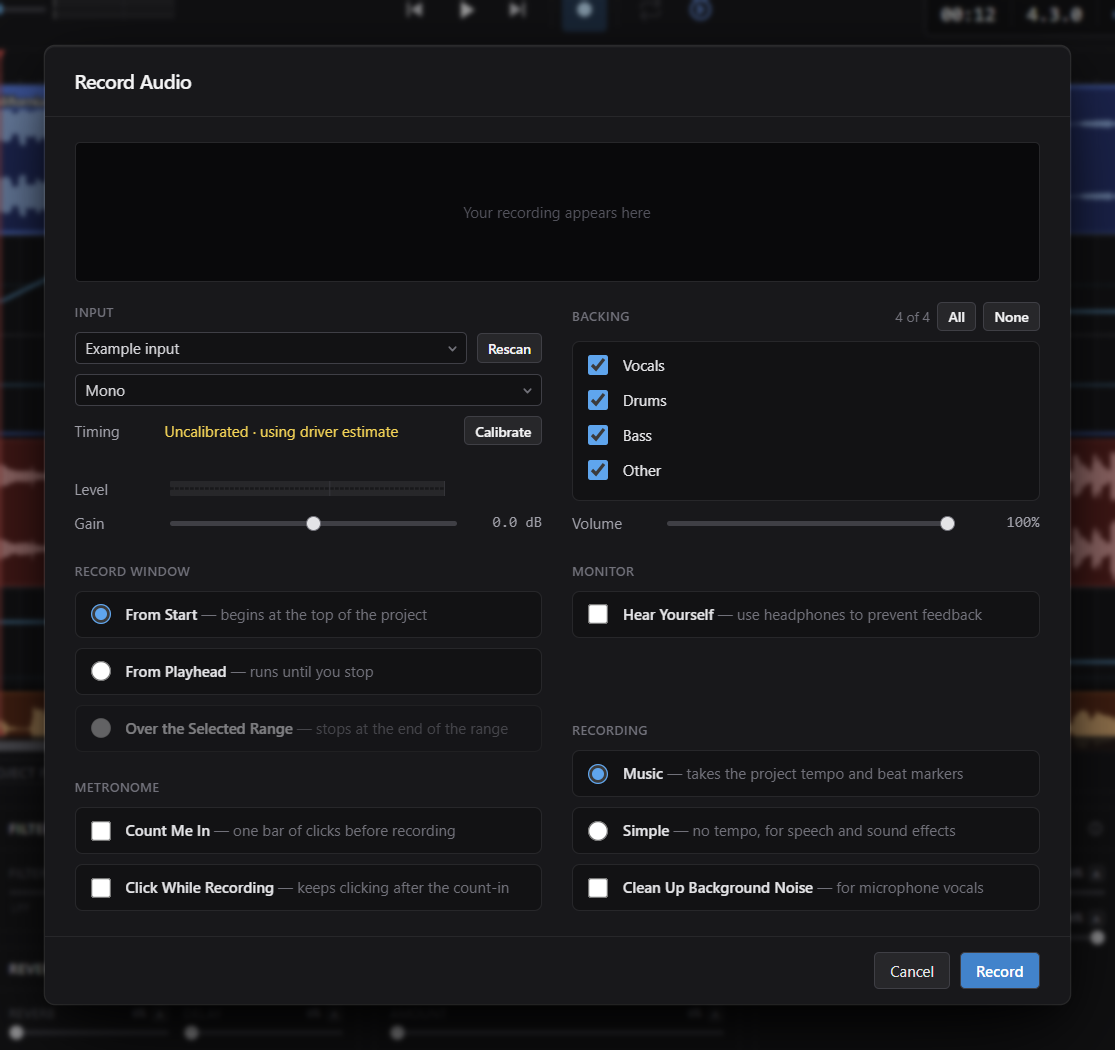 00:12 4.3.0
Record Audio
Your recording appears here
INPUT
Example input
Rescan
Mono
Timing Uncalibrated · using driver estimate Calibrate
Level
Gain 0.0 dB
BACKING 4 of 4 All None
Vocals
Drums
Bass
Other
Volume 100%
RECORD WINDOW
From Start — begins at the top of the project
From Playhead — runs until you stop
Over the Selected Range — stops at the end of the range
MONITOR
Hear Yourself — use headphones to prevent feedback
METRONOME
Count Me In — one bar of clicks before recording
Click While Recording — keeps clicking after the count-in
RECORDING
Music — takes the project tempo and beat markers
Simple — no tempo, for speech and sound effects
Clean Up Background Noise — for microphone vocals
Cancel Record